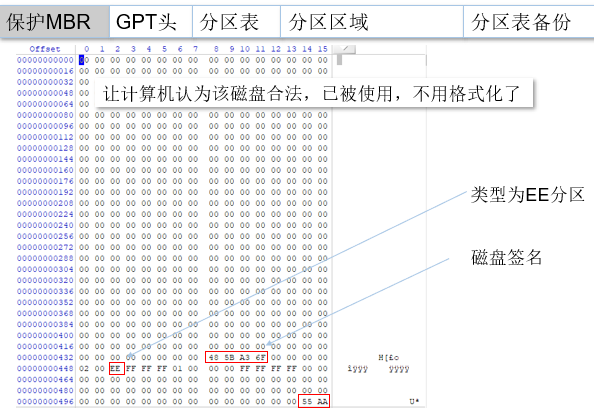 保护MBR GPT头 分区表 分区区域 分区表备份
Offset 0 1 2 3 4 5 6 7 8 9 10 11 12 13 14 15
00000000000 00 00 00 00 00 00 00 00 00 00 00 00 00 00 00 00
00000000016 00 00 00 00 00 00 00 00 00 00 00 00 00 00 00 00
00000000032 00
00000000048 00
00000000064 00
让计算机认为该磁盘合法，已被使用，不用格式化了
00000000080 00 00 00 00 00 00 00 00 00 00 00 00 00 00 00 00
00000000096 00 00 00 00 00 00 00 00 00 00 00 00 00 00 00 00
00000000112 00 00 00 00 00 00 00 00 00 00 00 00 00 00 00 00
00000000128 00 00 00 00 00 00 00 00 00 00 00 00 00 00 00 00
00000000144 00 00 00 00 00 00 00 00 00 00 00 00 00 00 00 00
00000000160 00 00 00 00 00 00 00 00 00 00 00 00 00 00 00 00
00000000176 00 00 00 00 00 00 00 00 00 00 00 00 00 00 00 00
00000000192 00 00 00 00 00 00 00 00 00 00 00 00 00 00 00 00
类型为EE分区
00000000208 00 00 00 00 00 00 00 00 00 00 00 00 00 00 00 00
00000000224 00 00 00 00 00 00 00 00 00 00 00 00 00 00 00 00
00000000240 00 00 00 00 00 00 00 00 00 00 00 00 00 00 00 00
00000000256 00 00 00 00 00 00 00 00 00 00 00 00 00 00 00 00
磁盘签名
00000000272 00 00 00 00 00 00 00 00 00 00 00 00 00 00 00 00
00000000288 00 00 00 00 00 00 00 00 00 00 00 00 00 00 00 00
00000000304 00 00 00 00 00 00 00 00 00 00 00 00 00 00 00 00
00000000320 00 00 00 00 00 00 00 00 00 00 00 00 00 00 00 00
00000000336 00 00 00 00 00 00 00 00 00 00 00 00 00 00 00 00
00000000352 00 00 00 00 00 00 00 00 00 00 00 00 00 00 00 00
00000000368 00 00 00 00 00 00 00 00 00 00 00 00 00 00 00 00
00000000384 00 00 00 00 00 00 00 00 00 00 00 00 00 00 00 00
00000000400 00 00 00 00 00 00 00 00 00 00 00 00 00 00 00 00
00000000416 00 00 00 00 00 00 00 00 00 00 00 00 00 00 00 00
00000000432 00 00 00 00 00 00 00 00 48 5B A3 6F 00 00 00 00 H[£o
00000000448 02 00 EE FF FF FF 01 00 00 00 FF FF FF FF 00 00 îÿÿÿ ÿÿÿÿ
00000000464 00 00 00 00 00 00 00 00 00 00 00 00 00 00 00 00
00000000480 00 00 00 00 00 00 00 00 00 00 00 00 00 00 00 00
00000000496 00 00 00 00 00 00 00 00 00 00 00 00 00 00 55 AA Uª